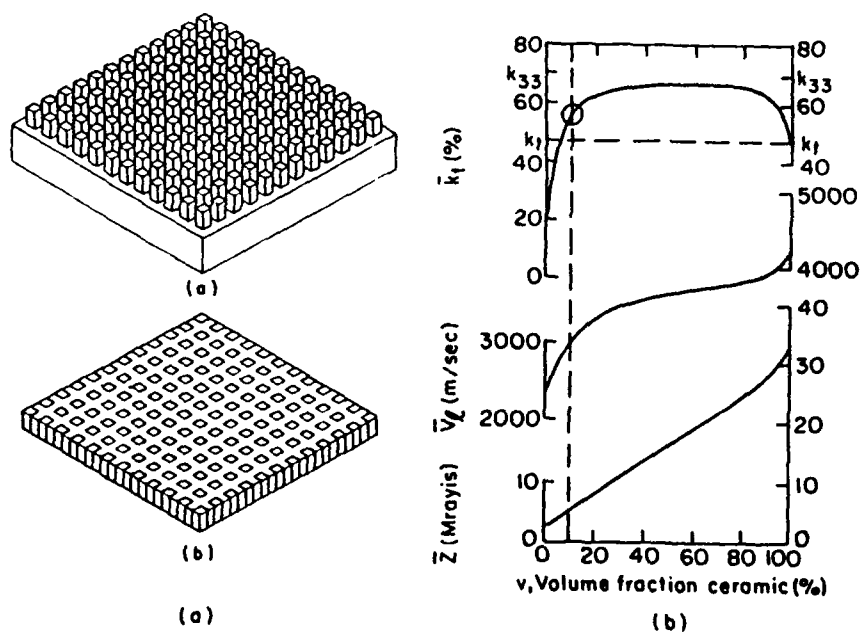 (a)
(b)
(a)
80
k33
60
kt
40
20
0
k̄t (%)
80
k33
60
kt
40
5000
4000
3000
2000
V̄ℓ (m/sec)
40
30
20
10
0
10
0
Z̄ (Mrayls)
0 20 40 60 80 100
v, Volume fraction ceramic (%)
(b)